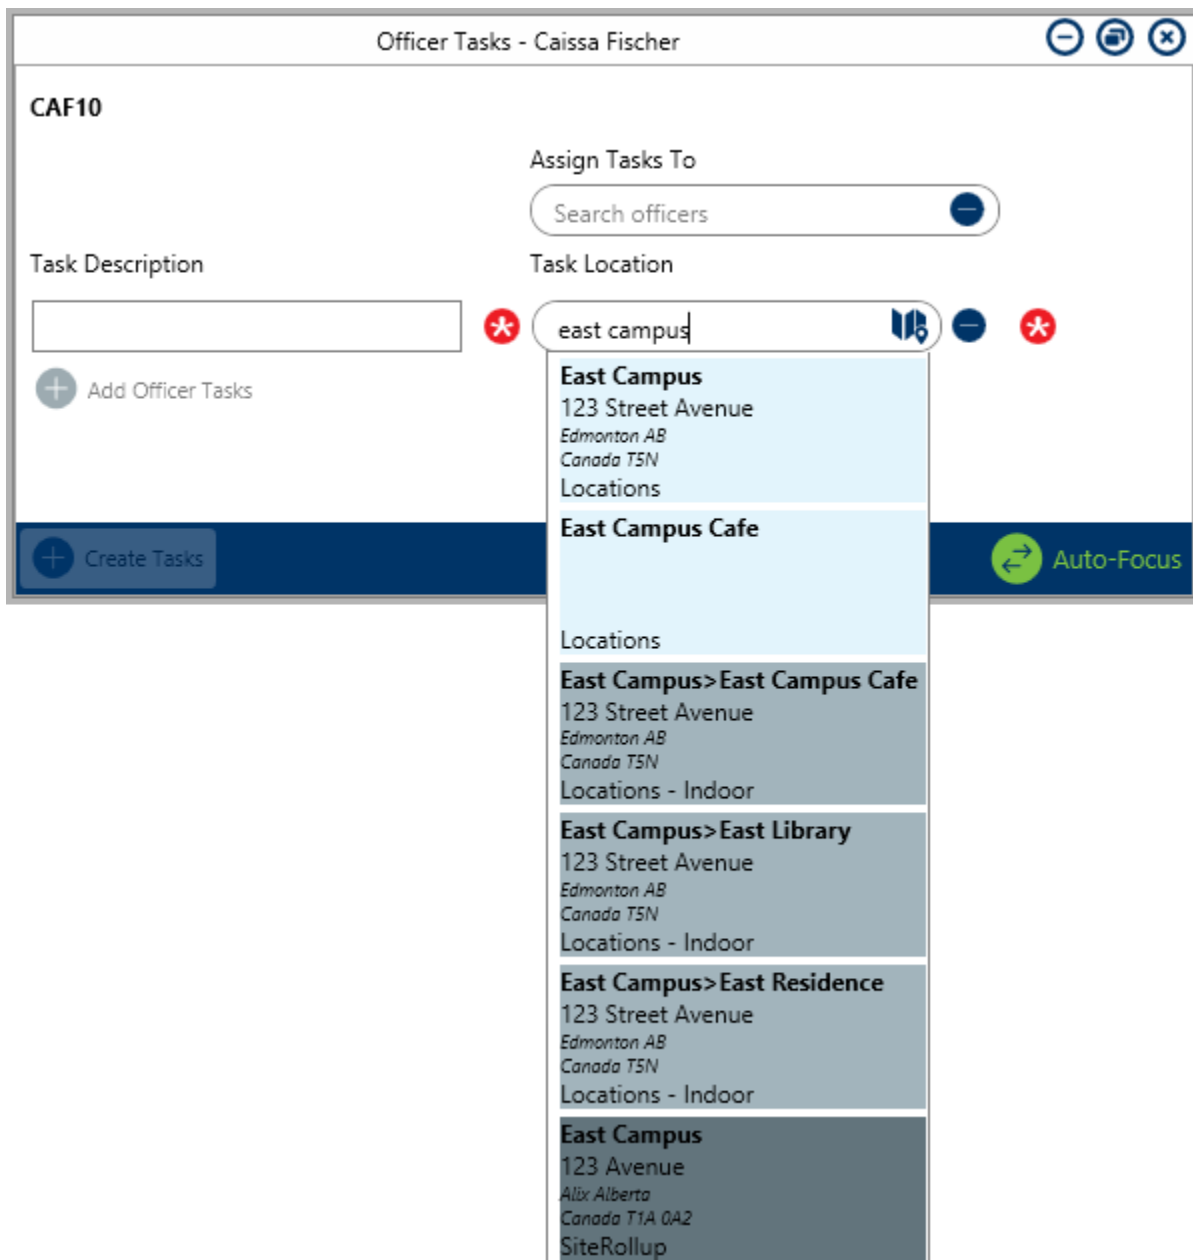 Officer Tasks - Caissa Fischer
CAF10
Assign Tasks To
Search officers
Task Description
Task Location
east campus
Add Officer Tasks
East Campus
123 Street Avenue
Edmonton AB
Canada T5N
Locations
East Campus Cafe
Locations
Create Tasks
Auto-Focus
East Campus>East Campus Cafe
123 Street Avenue
Edmonton AB
Canada T5N
Locations - Indoor
East Campus>East Library
123 Street Avenue
Edmonton AB
Canada T5N
Locations - Indoor
East Campus>East Residence
123 Street Avenue
Edmonton AB
Canada T5N
Locations - Indoor
East Campus
123 Avenue
Alix Alberta
Canada T1A 0A2
SiteRollup